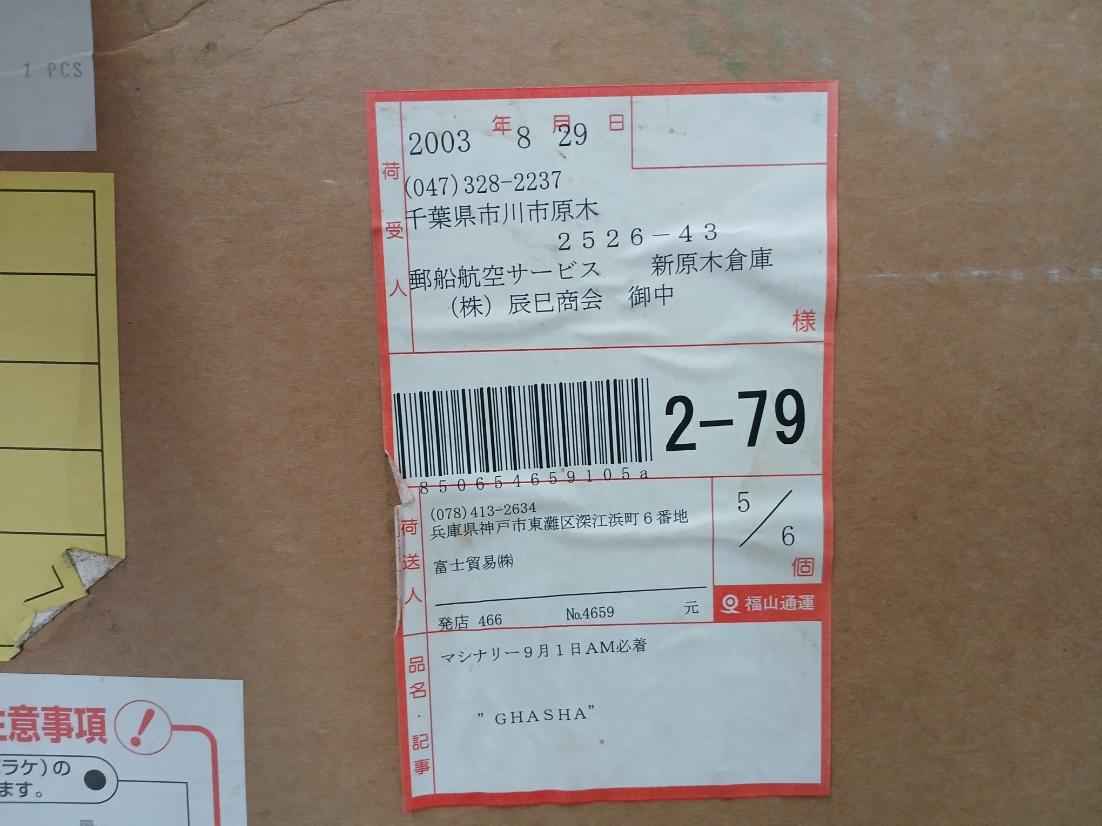 1 PCS
年 月 日
2003 8 29
荷受人
(047)328-2237
千葉県市川市原木
2526-43
郵船航空サービス 新原木倉庫
(株)辰巳商会 御中
様
2-79
85065465910​5a
荷送人
(078)413-2634
兵庫県神戸市東灘区深江浜町6番地
富士貿易㈱
発店 466 №4659 元
5/6
個
福山通運
品名・記事
マシナリー9月1日AM必着
"GHASHA"
意事項
ラケ)の
ます。